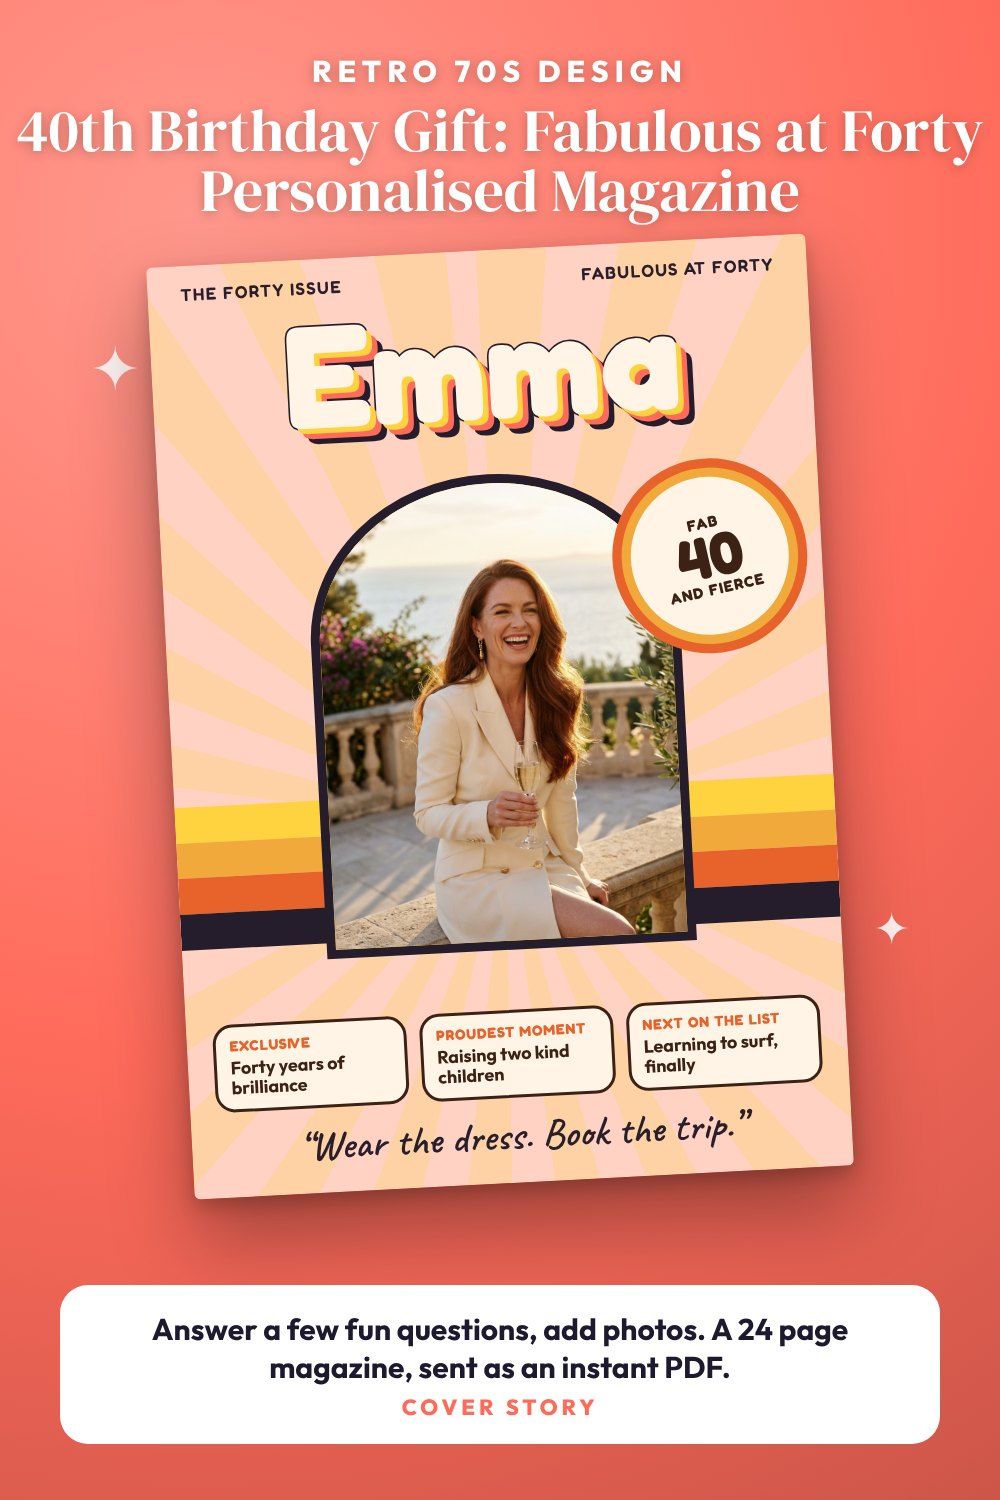 RETRO 70S DESIGN
40th Birthday Gift: Fabulous at Forty
Personalised Magazine
THE FORTY ISSUE
FABULOUS AT FORTY
Emma
FAB
40
AND FIERCE
EXCLUSIVE
Forty years of
brilliance
PROUDEST MOMENT
Raising two kind
children
NEXT ON THE LIST
Learning to surf,
finally
“Wear the dress. Book the trip.”
Answer a few fun questions, add photos. A 24 page
magazine, sent as an instant PDF.
COVER STORY